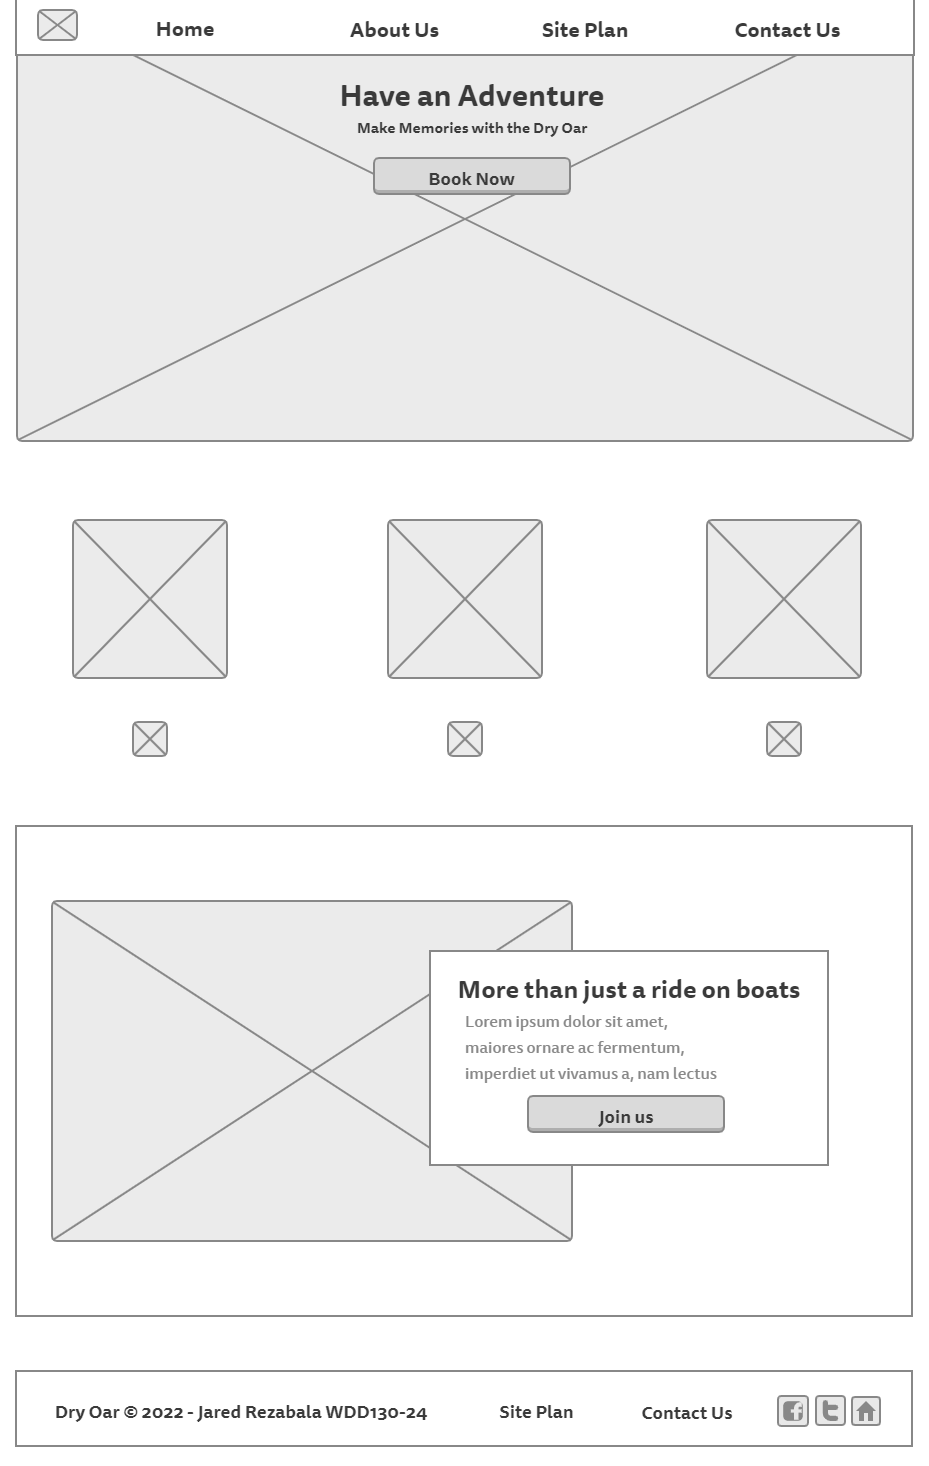 Home
About Us
Site Plan
Contact Us
Have an Adventure
Make Memories with the Dry Oar
Book Now
More than just a ride on boats
Lorem ipsum dolor sit amet,
maiores ornare ac fermentum,
imperdiet ut vivamus a, nam lectus
Join us
Dry Oar © 2022 - Jared Rezabala WDD130-24
Site Plan
Contact Us